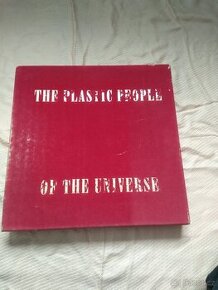 THE PLASTIC PEOPLE
OF THE UNIVERSE